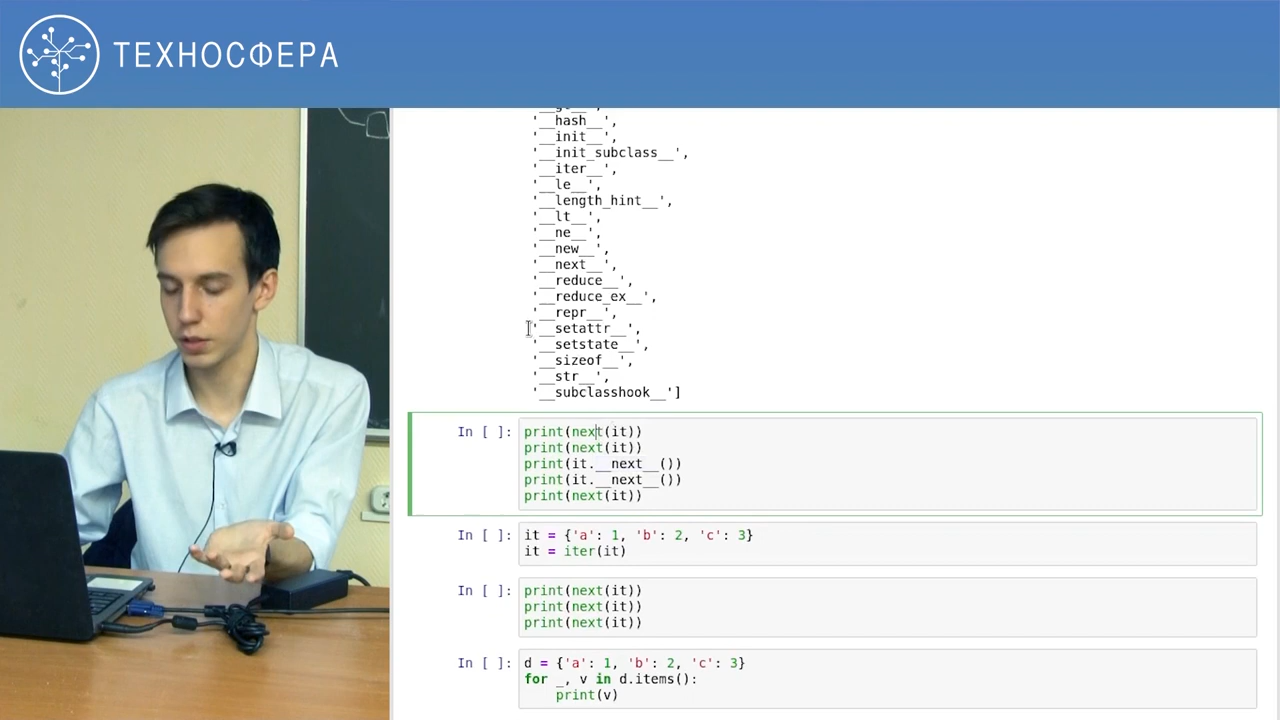 ТЕХНОСФЕРА
'__hash__',
'__init__',
'__init_subclass__',
'__iter__',
'__le__',
'__length_hint__',
'__lt__',
'__ne__',
'__new__',
'__next__',
'__reduce__',
'__reduce_ex__',
'__repr__',
'__setattr__',
'__setstate__',
'__sizeof__',
'__str__',
'__subclasshook__']
In [ ]: print(next(it))
print(next(it))
print(it.__next__())
print(it.__next__())
print(next(it))
In [ ]: it = {'a': 1, 'b': 2, 'c': 3}
it = iter(it)
In [ ]: print(next(it))
print(next(it))
print(next(it))
In [ ]: d = {'a': 1, 'b': 2, 'c': 3}
for _, v in d.items():
    print(v)